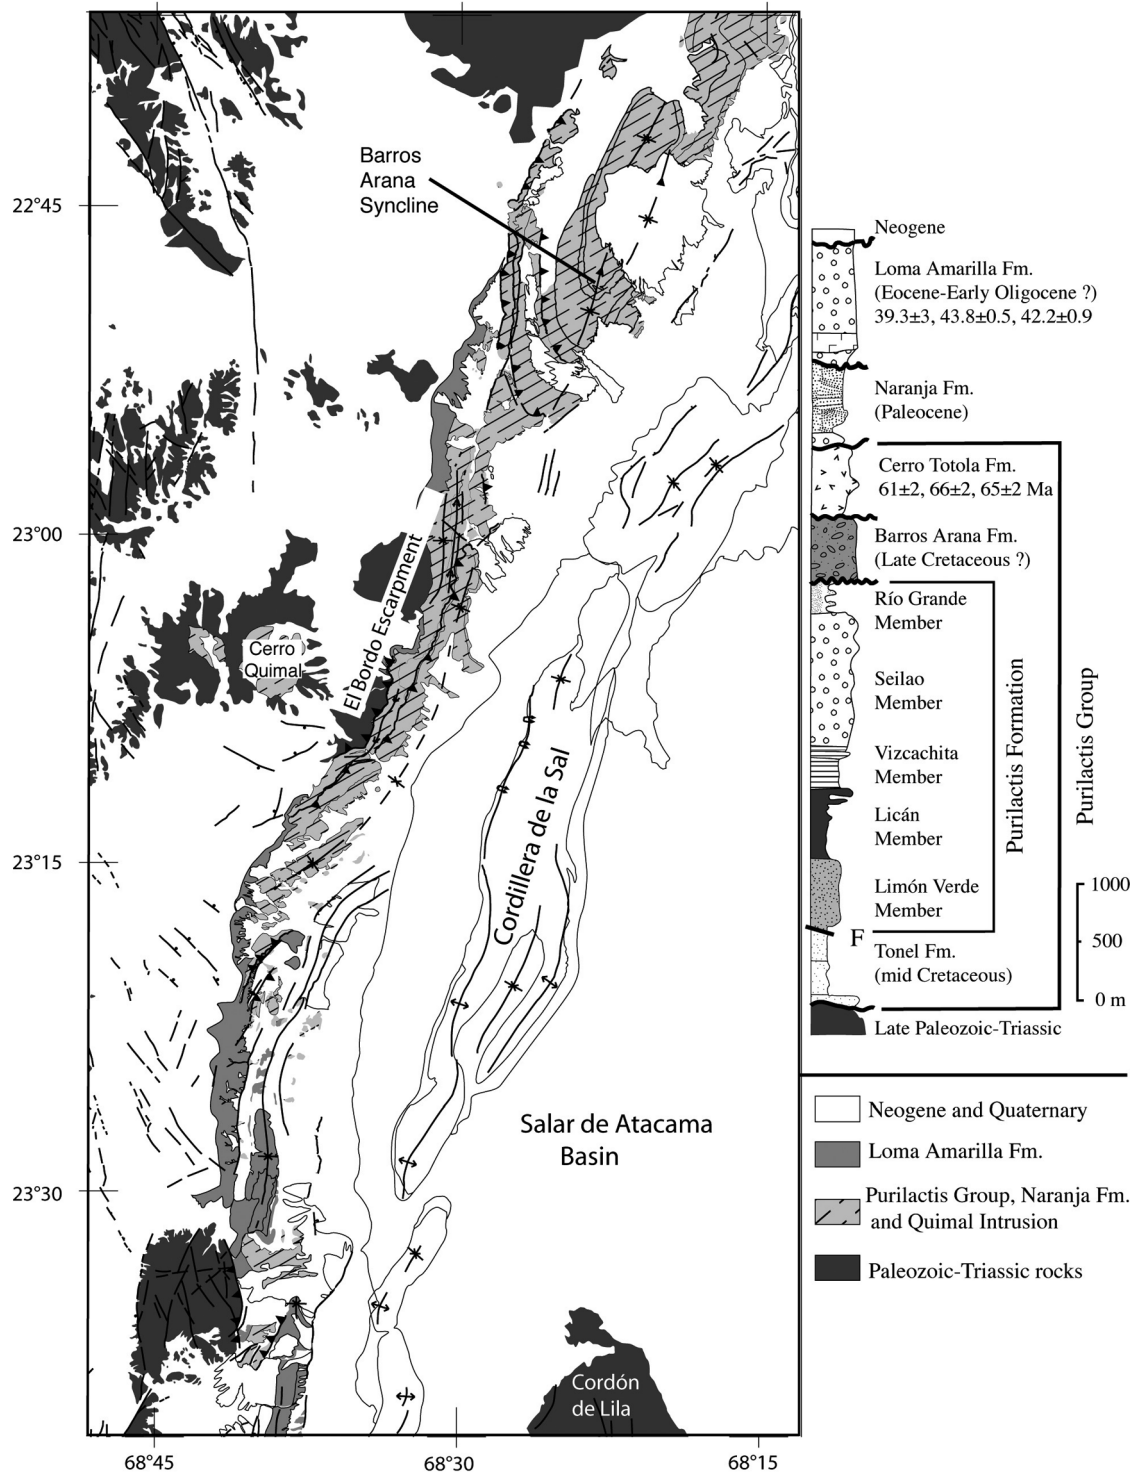 Barros
Arana
Syncline
22°45
23°00
23°15
23°30
68°45
68°30
68°15
El Bordo Escarpment
Cerro
Quimal
Cordillera de la Sal
Salar de Atacama
Basin
Cordón
de Lila
Neogene
Loma Amarilla Fm.
(Eocene-Early Oligocene ?)
39.3±3, 43.8±0.5, 42.2±0.9
Naranja Fm.
(Paleocene)
Cerro Totola Fm.
61±2, 66±2, 65±2 Ma
Barros Arana Fm.
(Late Cretaceous ?)
Río Grande
Member
Seilao
Member
Vizcachita
Member
Licán
Member
Limón Verde
Member
F
Tonel Fm.
(mid Cretaceous)
Late Paleozoic-Triassic
Purilactis Formation
Purilactis Group
1000
500
0 m
Neogene and Quaternary
Loma Amarilla Fm.
Purilactis Group, Naranja Fm.
and Quimal Intrusion
Paleozoic-Triassic rocks